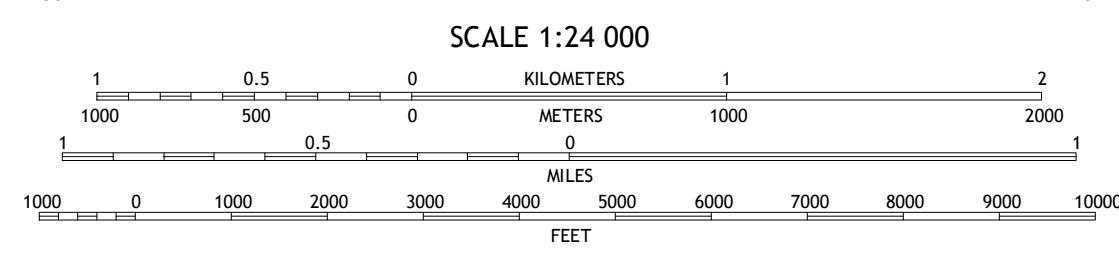 SCALE 1:24 000
1 0.5 0 KILOMETERS 1 2
1000 500 0 METERS 1000 2000
1 0.5 0 1
MILES
1000 0 1000 2000 3000 4000 5000 6000 7000 8000 9000 10000
FEET